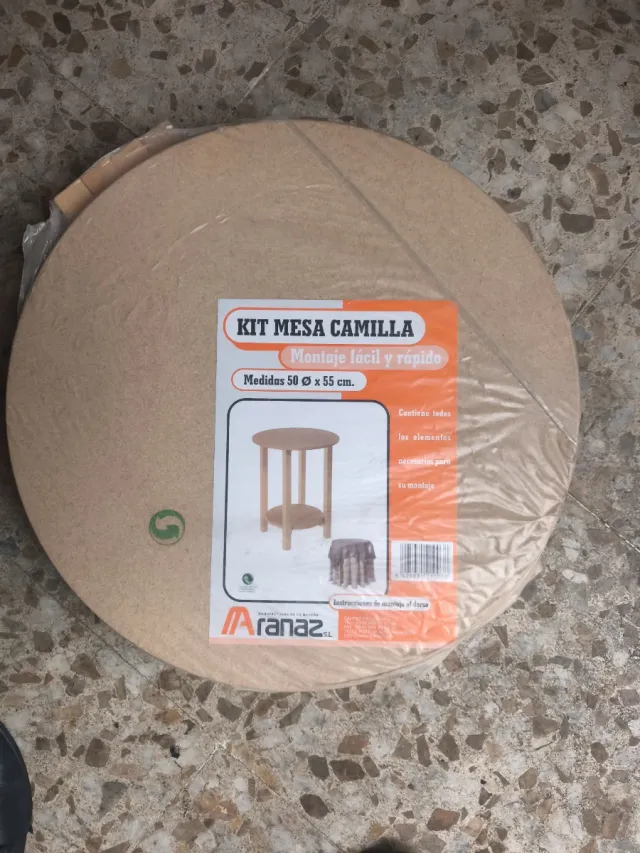 KIT MESA CAMILLA
Montaje fácil y rápido
Medidas 50 Ø x 55 cm.
Contiene todos
los elementos
necesarios para
su montaje
Instrucciones de montaje al dorso
Aranaz S.L.